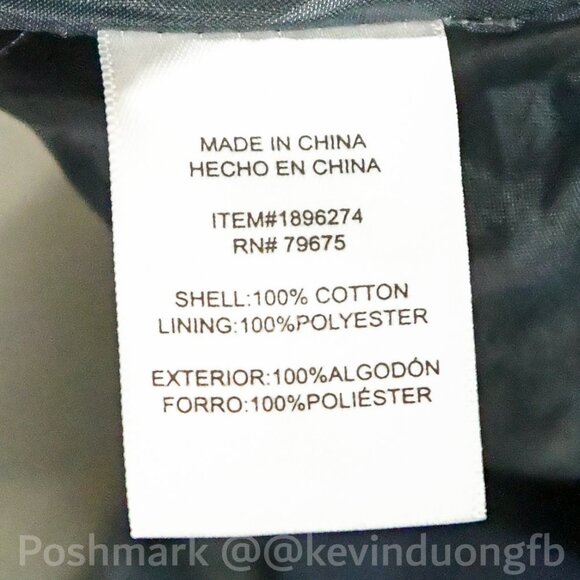 MADE IN CHINA
HECHO EN CHINA
ITEM#1896274
RN# 79675
SHELL:100% COTTON
LINING:100%POLYESTER
EXTERIOR:100%ALGODÓN
FORRO:100%POLIÉSTER
Poshmark @@kevinduongfb